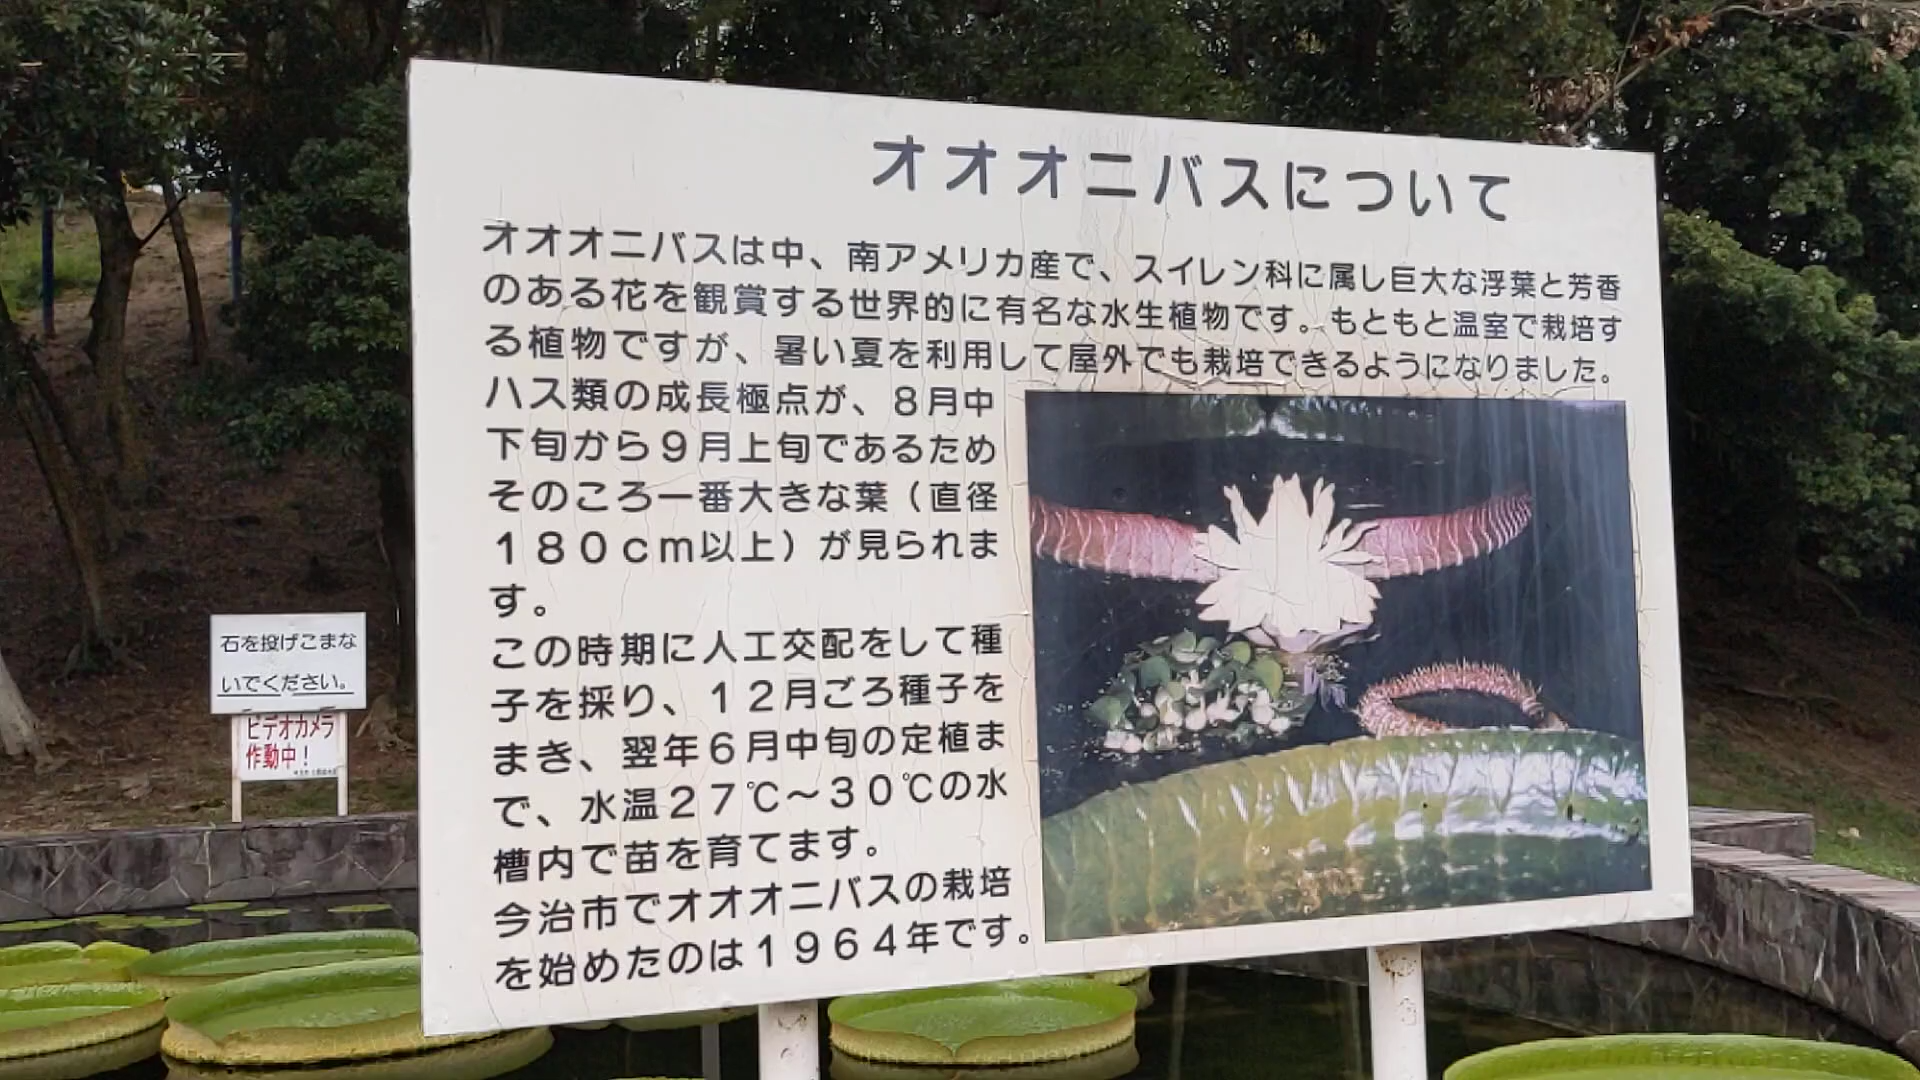 オオオニバスについて
オオオニバスは中、南アメリカ産で、スイレン科に属し巨大な浮葉と芳香
のある花を観賞する世界的に有名な水生植物です。もともと温室で栽培す
る植物ですが、暑い夏を利用して屋外でも栽培できるようになりました。
ハス類の成長極点が、８月中
下旬から９月上旬であるため
そのころ一番大きな葉（直径
１８０ｃｍ以上）が見られま
す。
この時期に人工交配をして種
子を採り、１２月ごろ種子を
まき、翌年６月中旬の定植ま
で、水温２７℃～３０℃の水
槽内で苗を育てます。
今治市でオオオニバスの栽培
を始めたのは１９６４年です。
石を投げこまな
いでください。
ビデオカメラ
作動中！